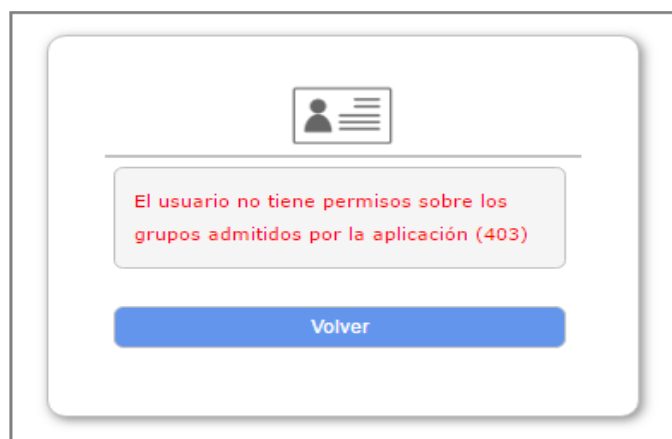 El usuario no tiene permisos sobre los
grupos admitidos por la aplicación (403)
Volver